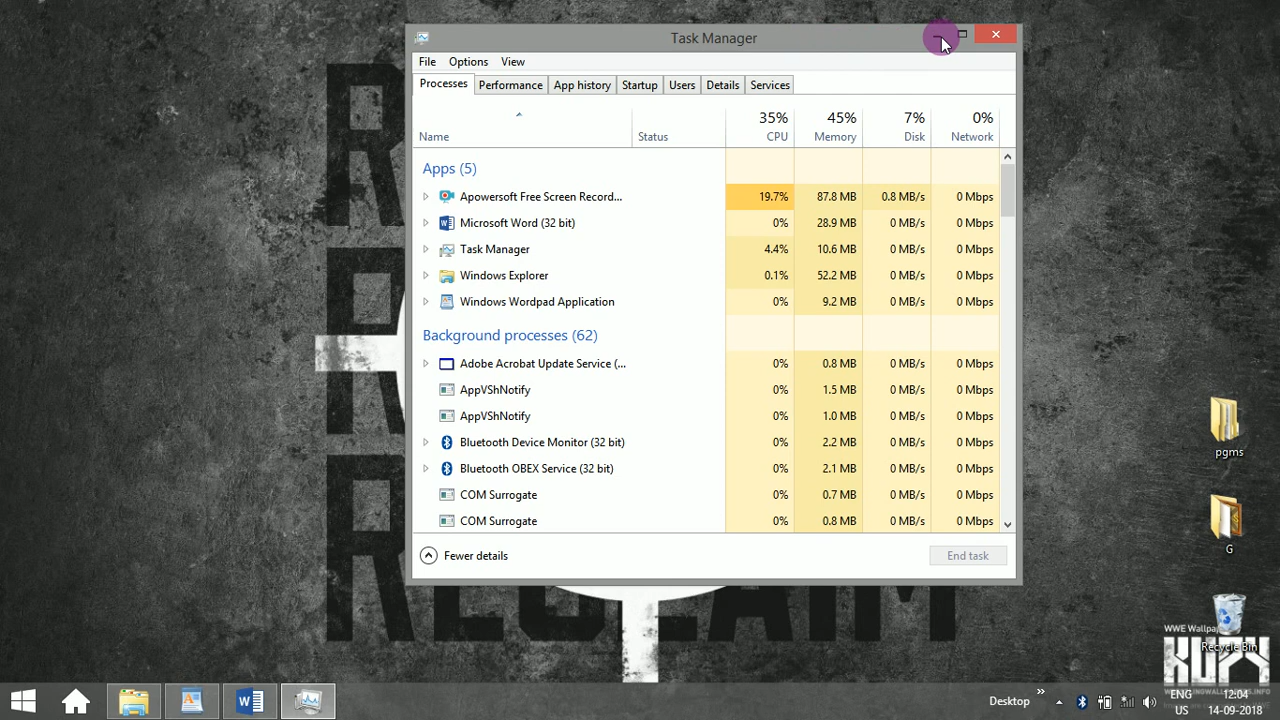 Task Manager
File Options View
Processes Performance App history Startup Users Details Services
35% 45% 7% 0%
Name Status CPU Memory Disk Network
Apps (5)
Apowersoft Free Screen Record... 19.7% 87.8 MB 0.8 MB/s 0 Mbps
Microsoft Word (32 bit) 0% 28.9 MB 0 MB/s 0 Mbps
Task Manager 4.4% 10.6 MB 0 MB/s 0 Mbps
Windows Explorer 0.1% 52.2 MB 0 MB/s 0 Mbps
Windows Wordpad Application 0% 9.2 MB 0 MB/s 0 Mbps
Background processes (62)
Adobe Acrobat Update Service (... 0% 0.8 MB 0 MB/s 0 Mbps
AppVShNotify 0% 1.5 MB 0 MB/s 0 Mbps
AppVShNotify 0% 1.0 MB 0 MB/s 0 Mbps
Bluetooth Device Monitor (32 bit) 0% 2.2 MB 0 MB/s 0 Mbps
Bluetooth OBEX Service (32 bit) 0% 2.1 MB 0 MB/s 0 Mbps
COM Surrogate 0% 0.7 MB 0 MB/s 0 Mbps
COM Surrogate 0% 0.8 MB 0 MB/s 0 Mbps
Fewer details End task
pgms
G
Recycle Bin
WWE Wallpa
KUPY
Desktop
ENG
US
12:04
14-09-2018